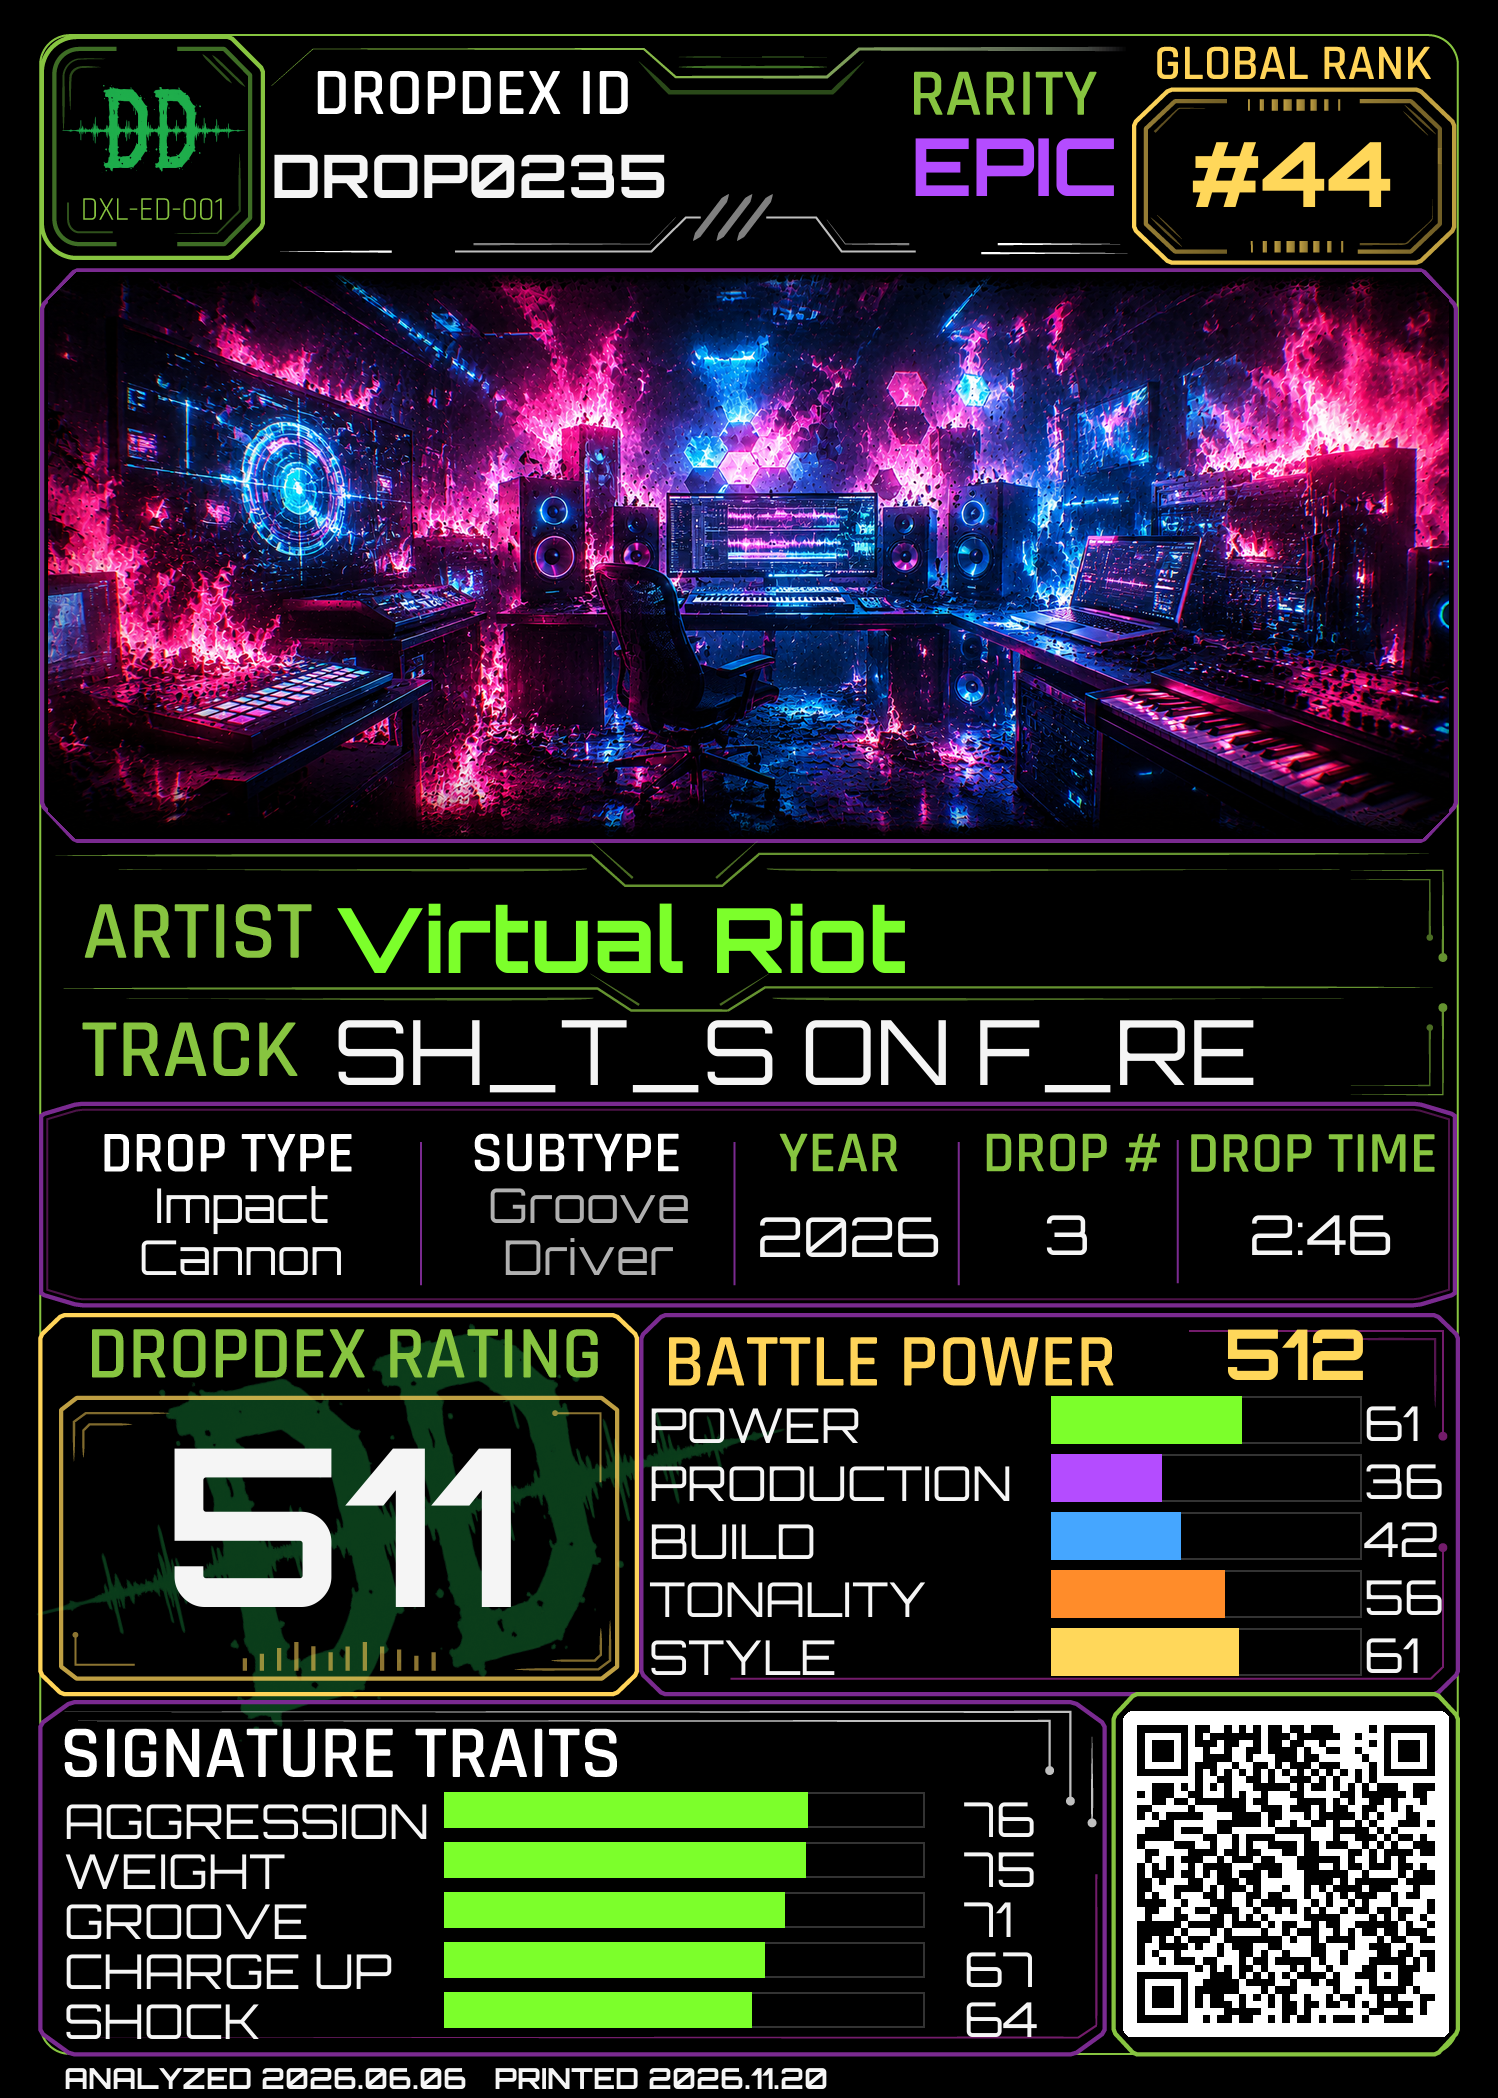 DD
DXL-ED-001
DROPDEX ID
DROP0235
RARITY
EPIC
GLOBAL RANK
#44
ARTIST Virtual Riot
TRACK SH_T_S ON F_RE
DROP TYPE
Impact
Cannon
SUBTYPE
Groove
Driver
YEAR
2026
DROP #
3
DROP TIME
2:46
DROPDEX RATING
511
BATTLE POWER 512
POWER 61
PRODUCTION 36
BUILD 42
TONALITY 56
STYLE 61
SIGNATURE TRAITS
AGGRESSION 76
WEIGHT 75
GROOVE 71
CHARGE UP 67
SHOCK 64
ANALYZED 2026.06.06 PRINTED 2026.11.20